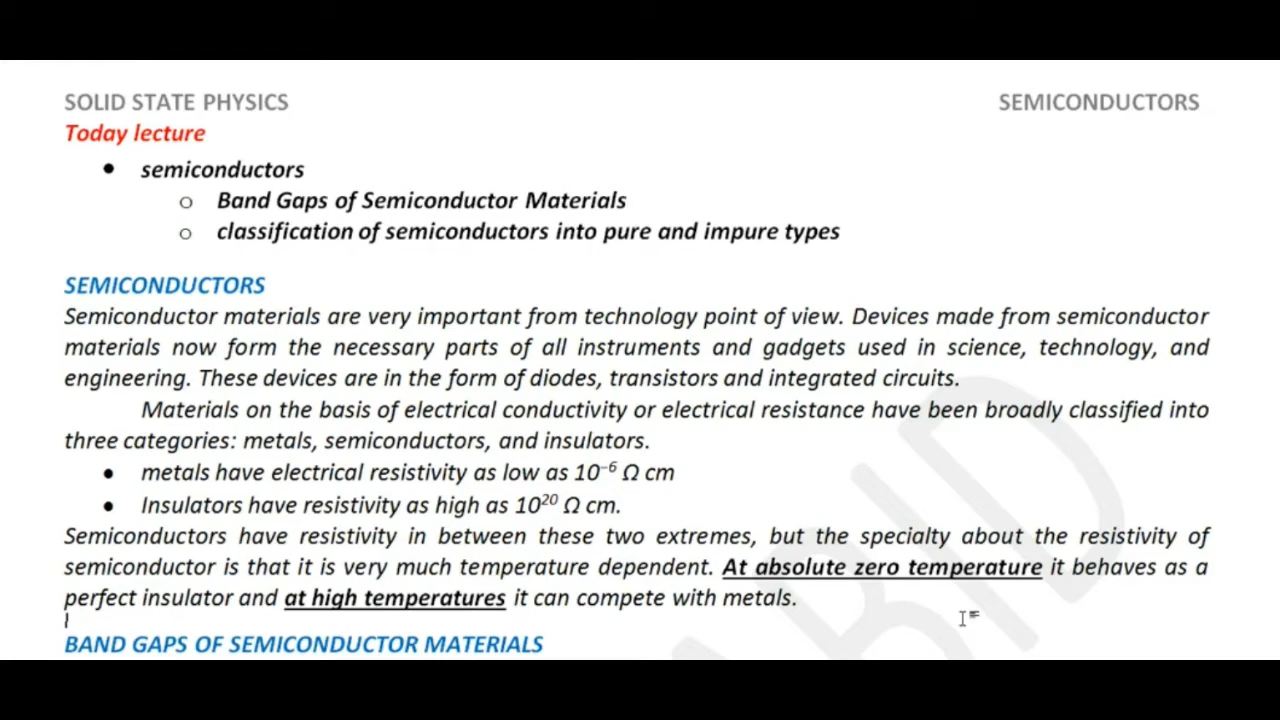 SOLID STATE PHYSICS SEMICONDUCTORS
Today lecture
• semiconductors
o Band Gaps of Semiconductor Materials
o classification of semiconductors into pure and impure types
SEMICONDUCTORS
Semiconductor materials are very important from technology point of view. Devices made from semiconductor
materials now form the necessary parts of all instruments and gadgets used in science, technology, and
engineering. These devices are in the form of diodes, transistors and integrated circuits.
Materials on the basis of electrical conductivity or electrical resistance have been broadly classified into
three categories: metals, semiconductors, and insulators.
• metals have electrical resistivity as low as 10⁻⁶ Ω cm
• Insulators have resistivity as high as 10²⁰ Ω cm.
Semiconductors have resistivity in between these two extremes, but the specialty about the resistivity of
semiconductor is that it is very much temperature dependent. At absolute zero temperature it behaves as a
perfect insulator and at high temperatures it can compete with metals.
BAND GAPS OF SEMICONDUCTOR MATERIALS